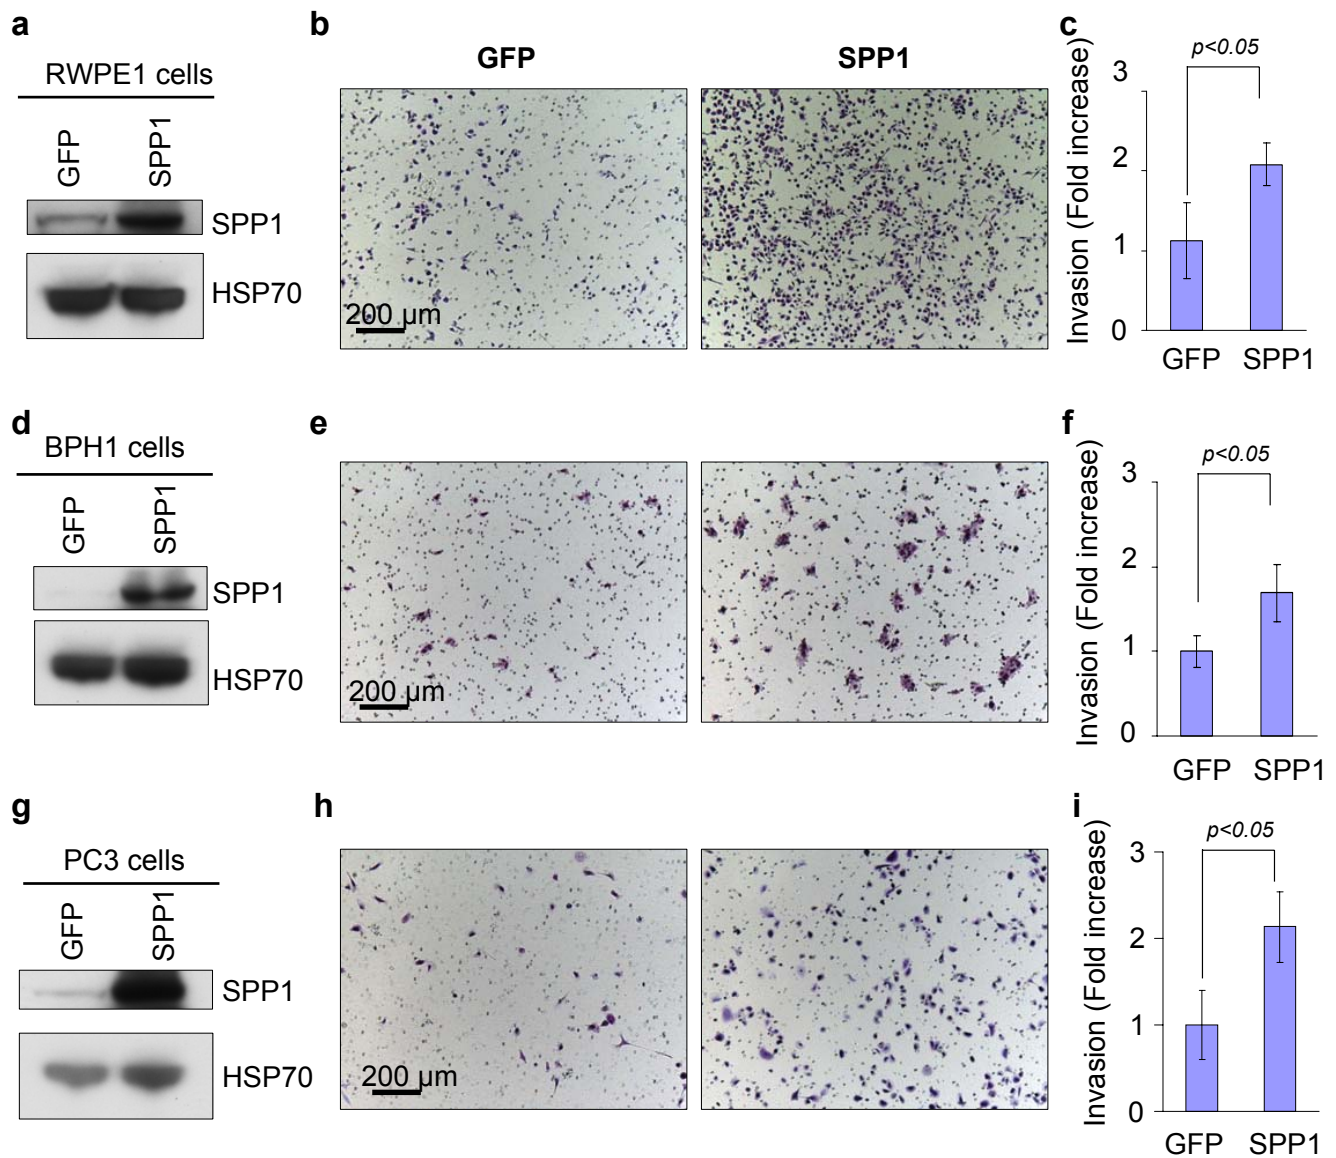 a
RWPE1 cells
GFP
SPP1
SPP1
HSP70
b
GFP
SPP1
200 µm
c
p<0.05
Invasion (Fold increase)
3
2
1
0
GFP
SPP1
d
BPH1 cells
GFP
SPP1
SPP1
HSP70
e
200 µm
f
p<0.05
Invasion (Fold increase)
3
2
1
0
GFP
SPP1
g
PC3 cells
GFP
SPP1
SPP1
HSP70
h
200 µm
i
p<0.05
Invasion (Fold increase)
3
2
1
0
GFP
SPP1